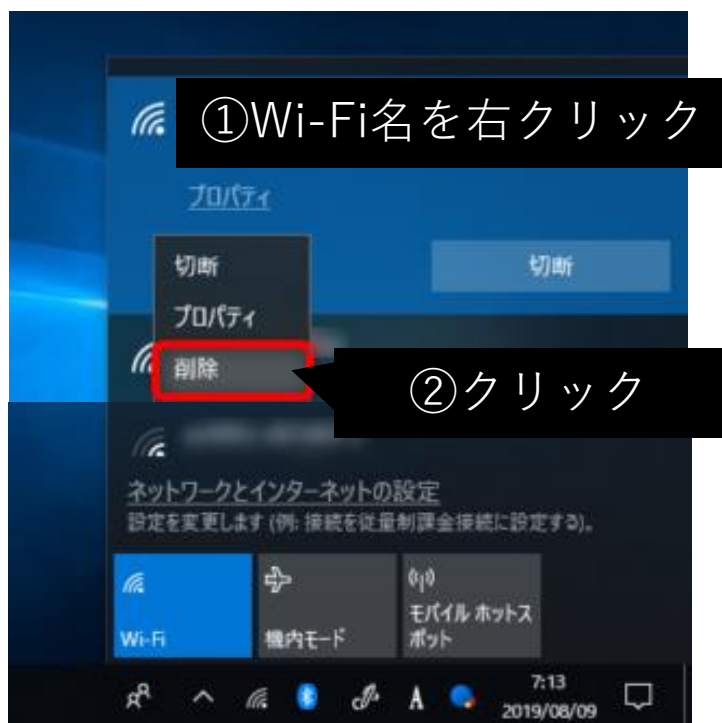 ①Wi-Fi名を右クリック
プロパティ
切断
切断
プロパティ
削除
②クリック
ネットワークとインターネットの設定
設定を変更します (例: 接続を従量制課金接続に設定する)。
Wi-Fi
機内モード
モバイル ホットス
ポット
A
7:13
2019/08/09